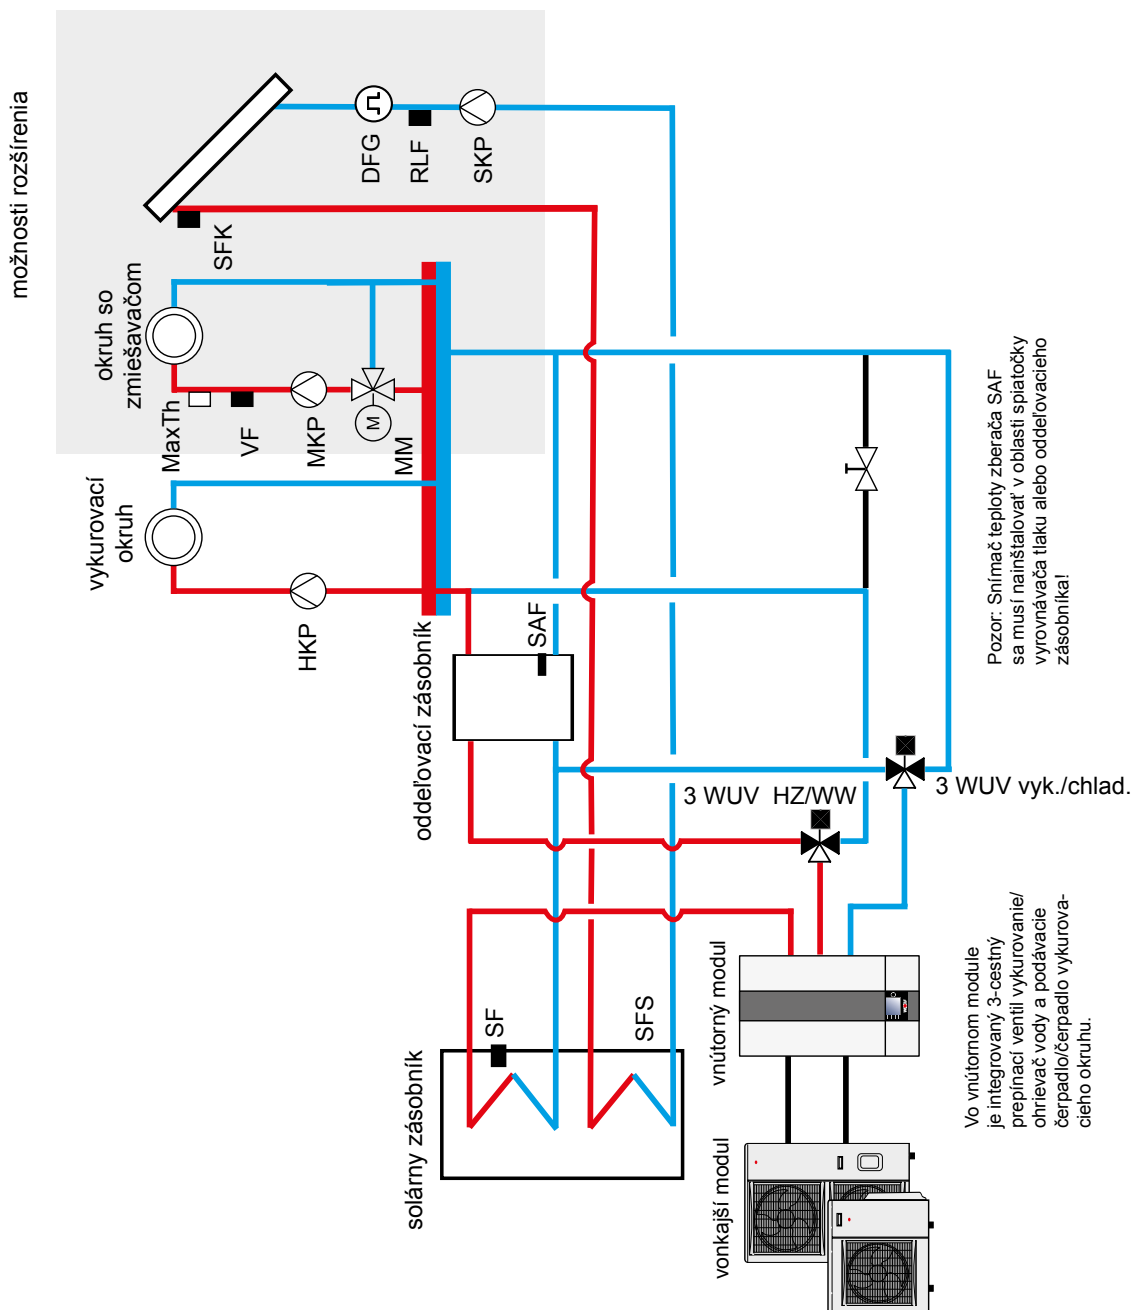 možnosti rozšírenia
DFG
RLF
SKP
SFK
okruh so
zmiešavačom
MaxTh
VF
MKP
MM
M
vykurovací
okruh
HKP
oddeľovací zásobník
SAF
Pozor: Snímač teploty zberača SAF
sa musí nainštalovať v oblasti spiatočky
vyrovnávača tlaku alebo oddeľovacieho
zásobníka!
3 WUV HZ/WW
3 WUV vyk./chlad.
solárny zásobník
SF
SFS
vnútorný modul
vonkajší modul
Vo vnútornom module
je integrovaný 3-cestný
prepínací ventil vykurovanie/
ohrievač vody a podávacie
čerpadlo/čerpadlo vykurova-
cieho okruhu.